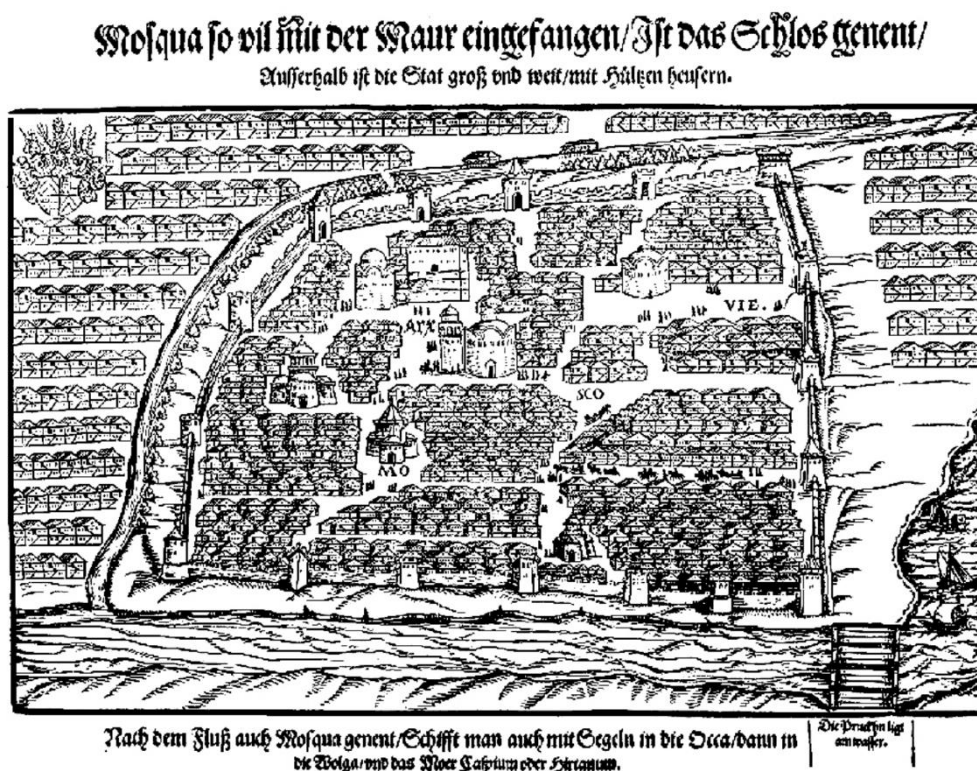 Mosqua so vil mit der Maur eingefangen/Ist das Schlos genent/
Ausserhalb ist die Stat groß vnd weit/mit Hültzen heusern.
VIE.
ARX
SCO
MO
Nach dem Fluß auch Mosqua genent/Schifft man auch mit Segeln in die Occa/dann in
die Wolga/vnd das Moer Caspium oder Hircanum.
Die Pruckhn ligt
am wasser.